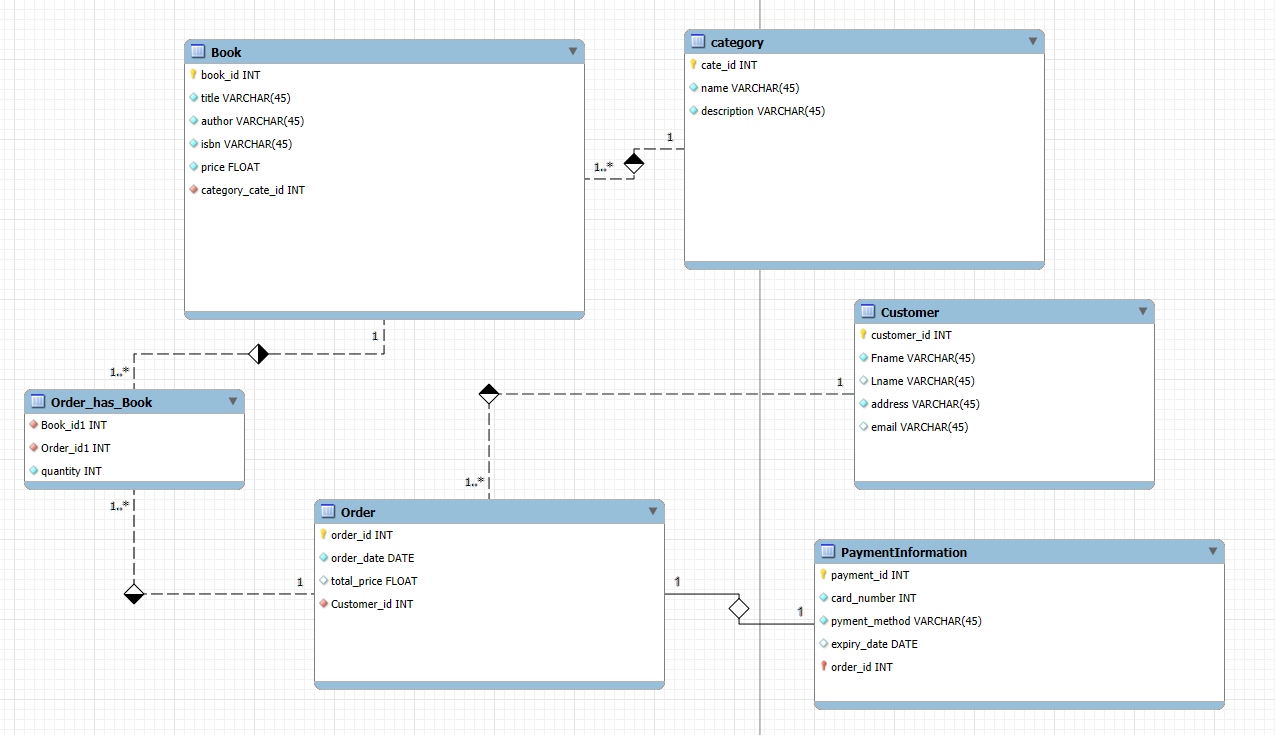 Book
book_id INT
title VARCHAR(45)
author VARCHAR(45)
isbn VARCHAR(45)
price FLOAT
category_cate_id INT
category
cate_id INT
name VARCHAR(45)
description VARCHAR(45)
1
1..*
Customer
customer_id INT
Fname VARCHAR(45)
Lname VARCHAR(45)
address VARCHAR(45)
email VARCHAR(45)
1
1..*
1
1..*
Order_has_Book
Book_id1 INT
Order_id1 INT
quantity INT
1..*
1
Order
order_id INT
order_date DATE
total_price FLOAT
Customer_id INT
1
1
PaymentInformation
payment_id INT
card_number INT
pyment_method VARCHAR(45)
expiry_date DATE
order_id INT